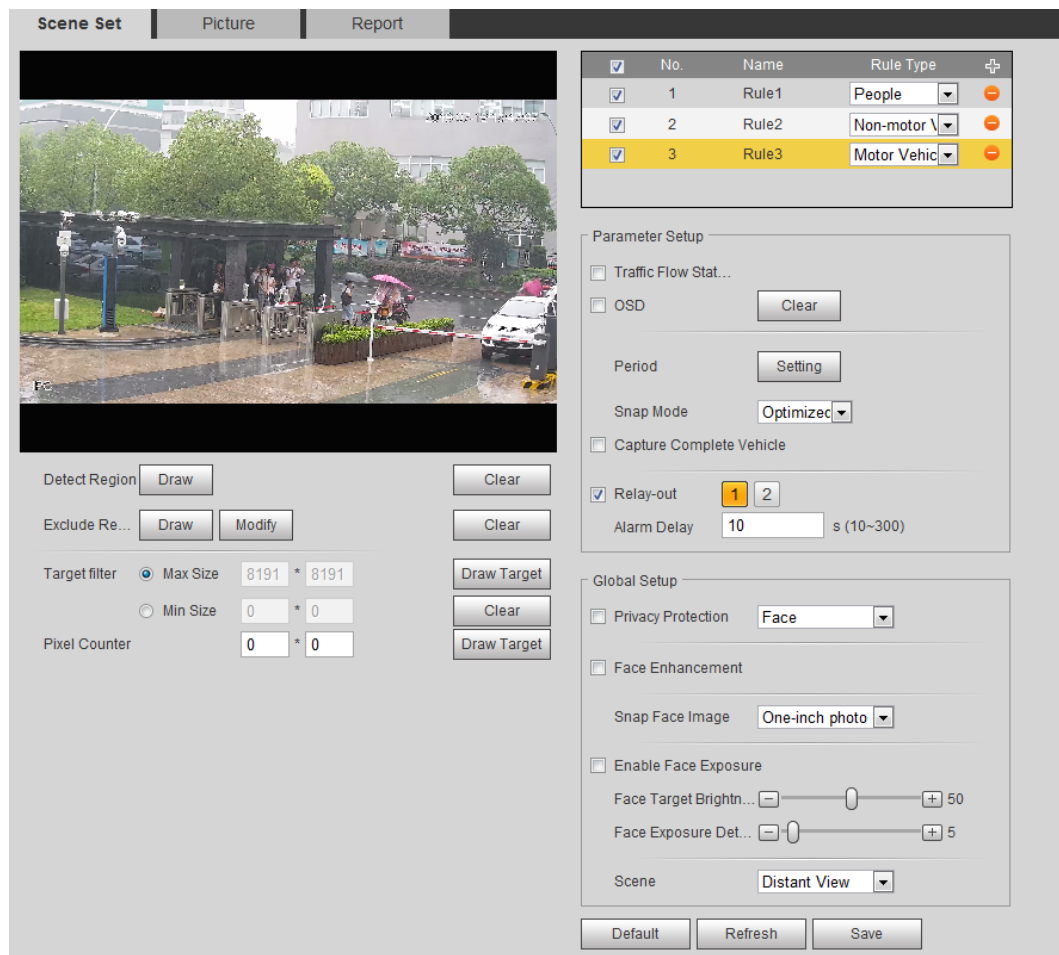 Scene Set Picture Report
No. Name Rule Type
1 Rule1 People
2 Rule2 Non-motor V
3 Rule3 Motor Vehic
Parameter Setup
Traffic Flow Stat...
OSD Clear
Period Setting
Snap Mode Optimized
Capture Complete Vehicle
Relay-out 1 2
Alarm Delay 10 s (10~300)
IPC
Detect Region Draw Clear
Exclude Re... Draw Modify Clear
Target filter Max Size 8191 * 8191 Draw Target
Min Size 0 * 0 Clear
Pixel Counter 0 * 0 Draw Target
Global Setup
Privacy Protection Face
Face Enhancement
Snap Face Image One-inch photo
Enable Face Exposure
Face Target Brightn... 50
Face Exposure Det... 5
Scene Distant View
Default Refresh Save